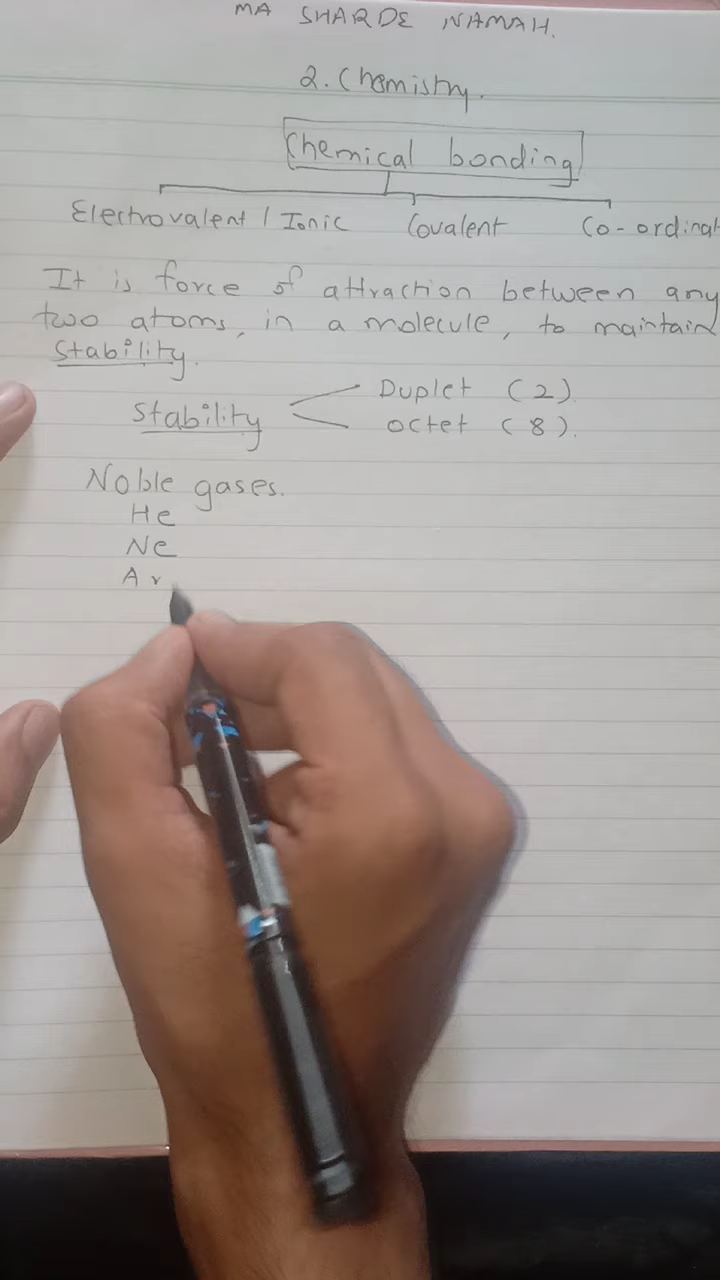 MA SHARDE NAMAH.
2. Chemistry.
Chemical bonding
Electrovalent / Ionic Covalent Co-ordinat
It is force of attraction between any
two atoms, in a molecule, to maintain
Stability.
Stability Duplet (2)
octet (8).
Noble gases.
He
Ne
Ar